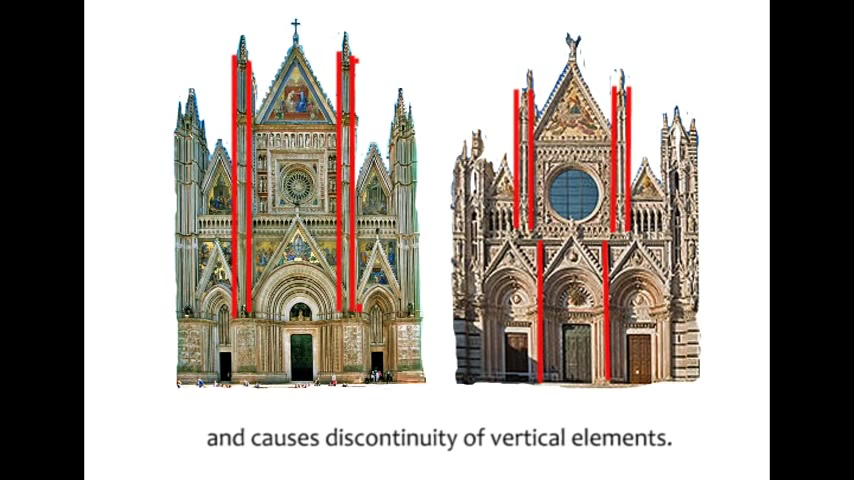 and causes discontinuity of vertical elements.